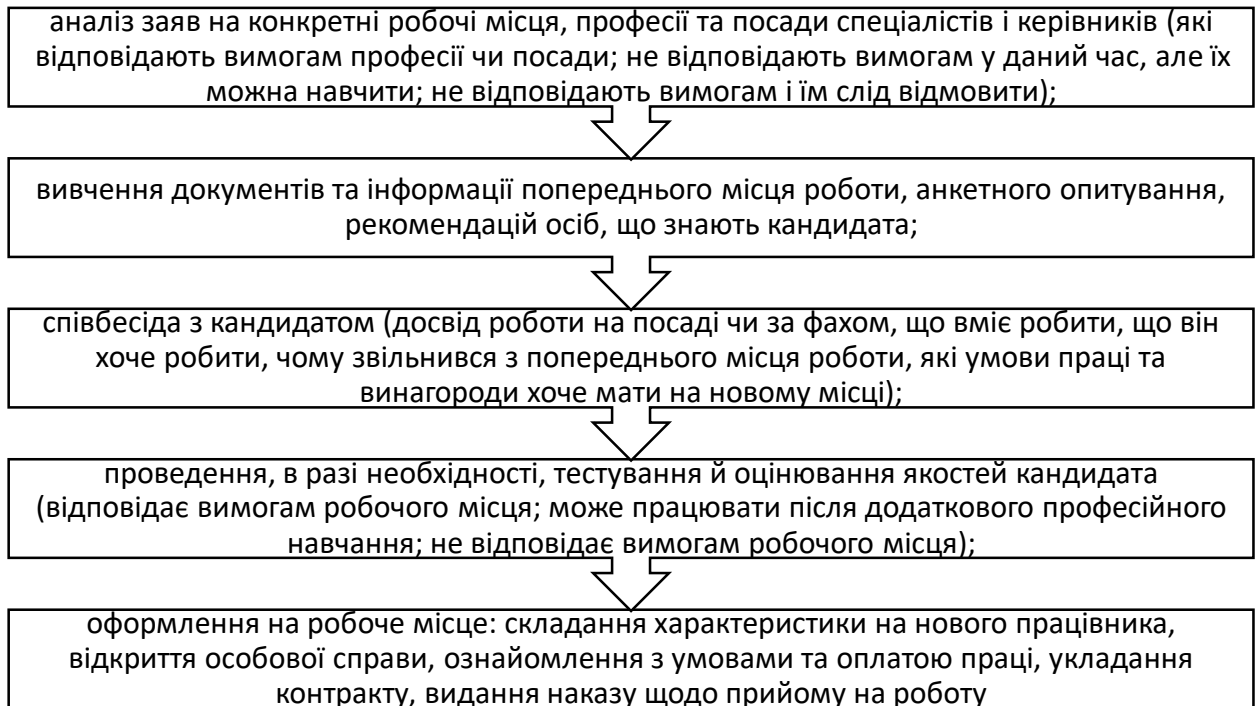 аналіз заяв на конкретні робочі місця, професії та посади спеціалістів і керівників (які
відповідають вимогам професії чи посади; не відповідають вимогам у даний час, але їх
можна навчити; не відповідають вимогам і їм слід відмовити);
вивчення документів та інформації попереднього місця роботи, анкетного опитування,
рекомендацій осіб, що знають кандидата;
співбесіда з кандидатом (досвід роботи на посаді чи за фахом, що вміє робити, що він
хоче робити, чому звільнився з попереднього місця роботи, які умови праці та
винагороди хоче мати на новому місці);
проведення, в разі необхідності, тестування й оцінювання якостей кандидата
(відповідає вимогам робочого місця; може працювати після додаткового професійного
навчання; не відповідає вимогам робочого місця);
оформлення на робоче місце: складання характеристики на нового працівника,
відкриття особової справи, ознайомлення з умовами та оплатою праці, укладання
контракту, видання наказу щодо прийому на роботу